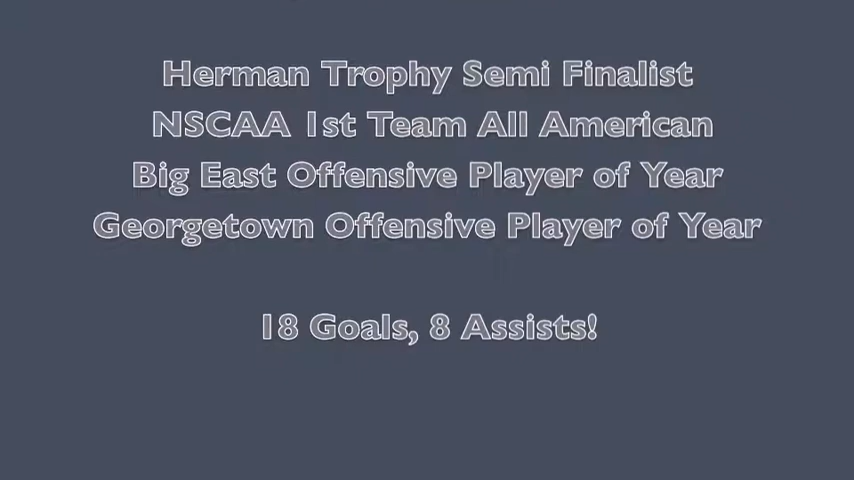 Herman Trophy Semi Finalist
NSCAA 1st Team All American
Big East Offensive Player of Year
Georgetown Offensive Player of Year
18 Goals, 8 Assists!